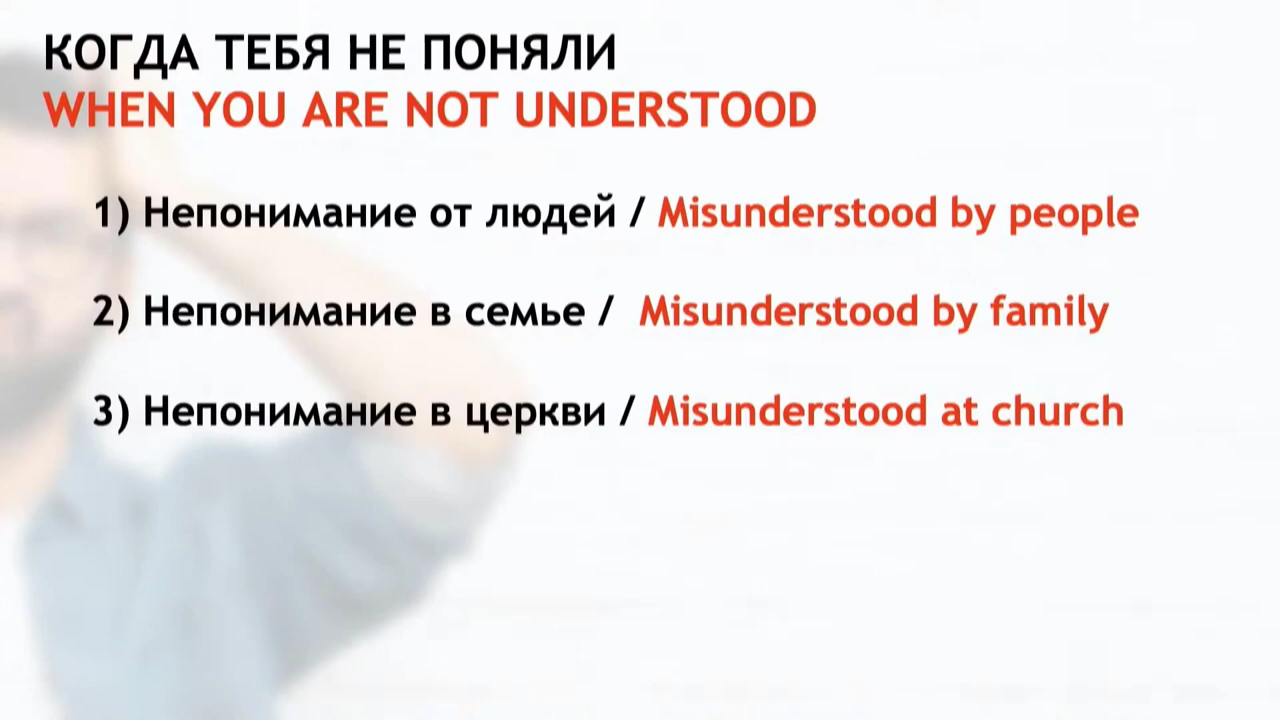 КОГДА ТЕБЯ НЕ ПОНЯЛИ
WHEN YOU ARE NOT UNDERSTOOD
1) Непонимание от людей / Misunderstood by people
2) Непонимание в семье / Misunderstood by family
3) Непонимание в церкви / Misunderstood at church